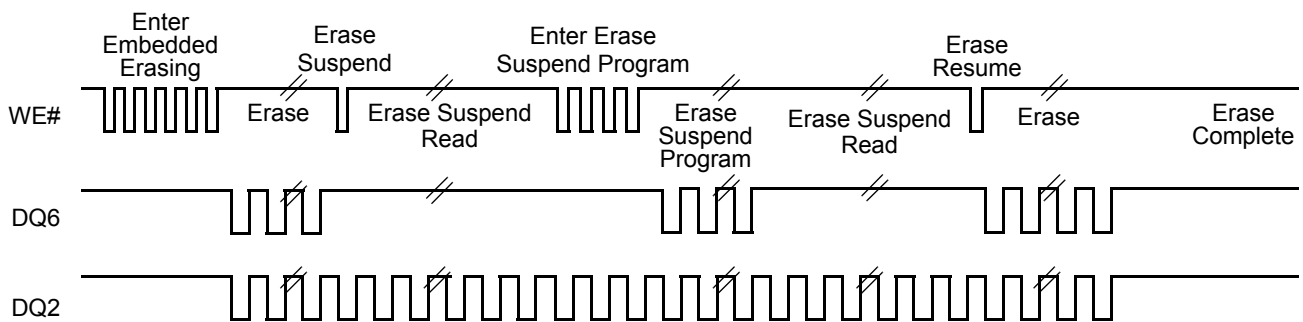 Enter
Embedded
Erasing
Erase
Suspend
Enter Erase
Suspend Program
Erase
Resume
WE#
Erase
Erase Suspend
Read
Erase
Suspend
Program
Erase Suspend
Read
Erase
Erase
Complete
DQ6
DQ2